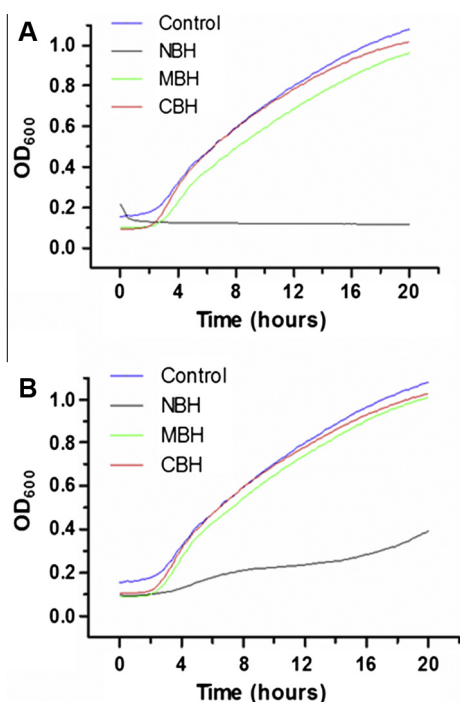 A
Control
NBH
MBH
CBH
OD₆₀₀
1.0
0.8
0.6
0.4
0.2
0.0
0 4 8 12 16 20
Time (hours)
B
Control
NBH
MBH
CBH
OD₆₀₀
1.0
0.8
0.6
0.4
0.2
0.0
0 4 8 12 16 20
Time (hours)